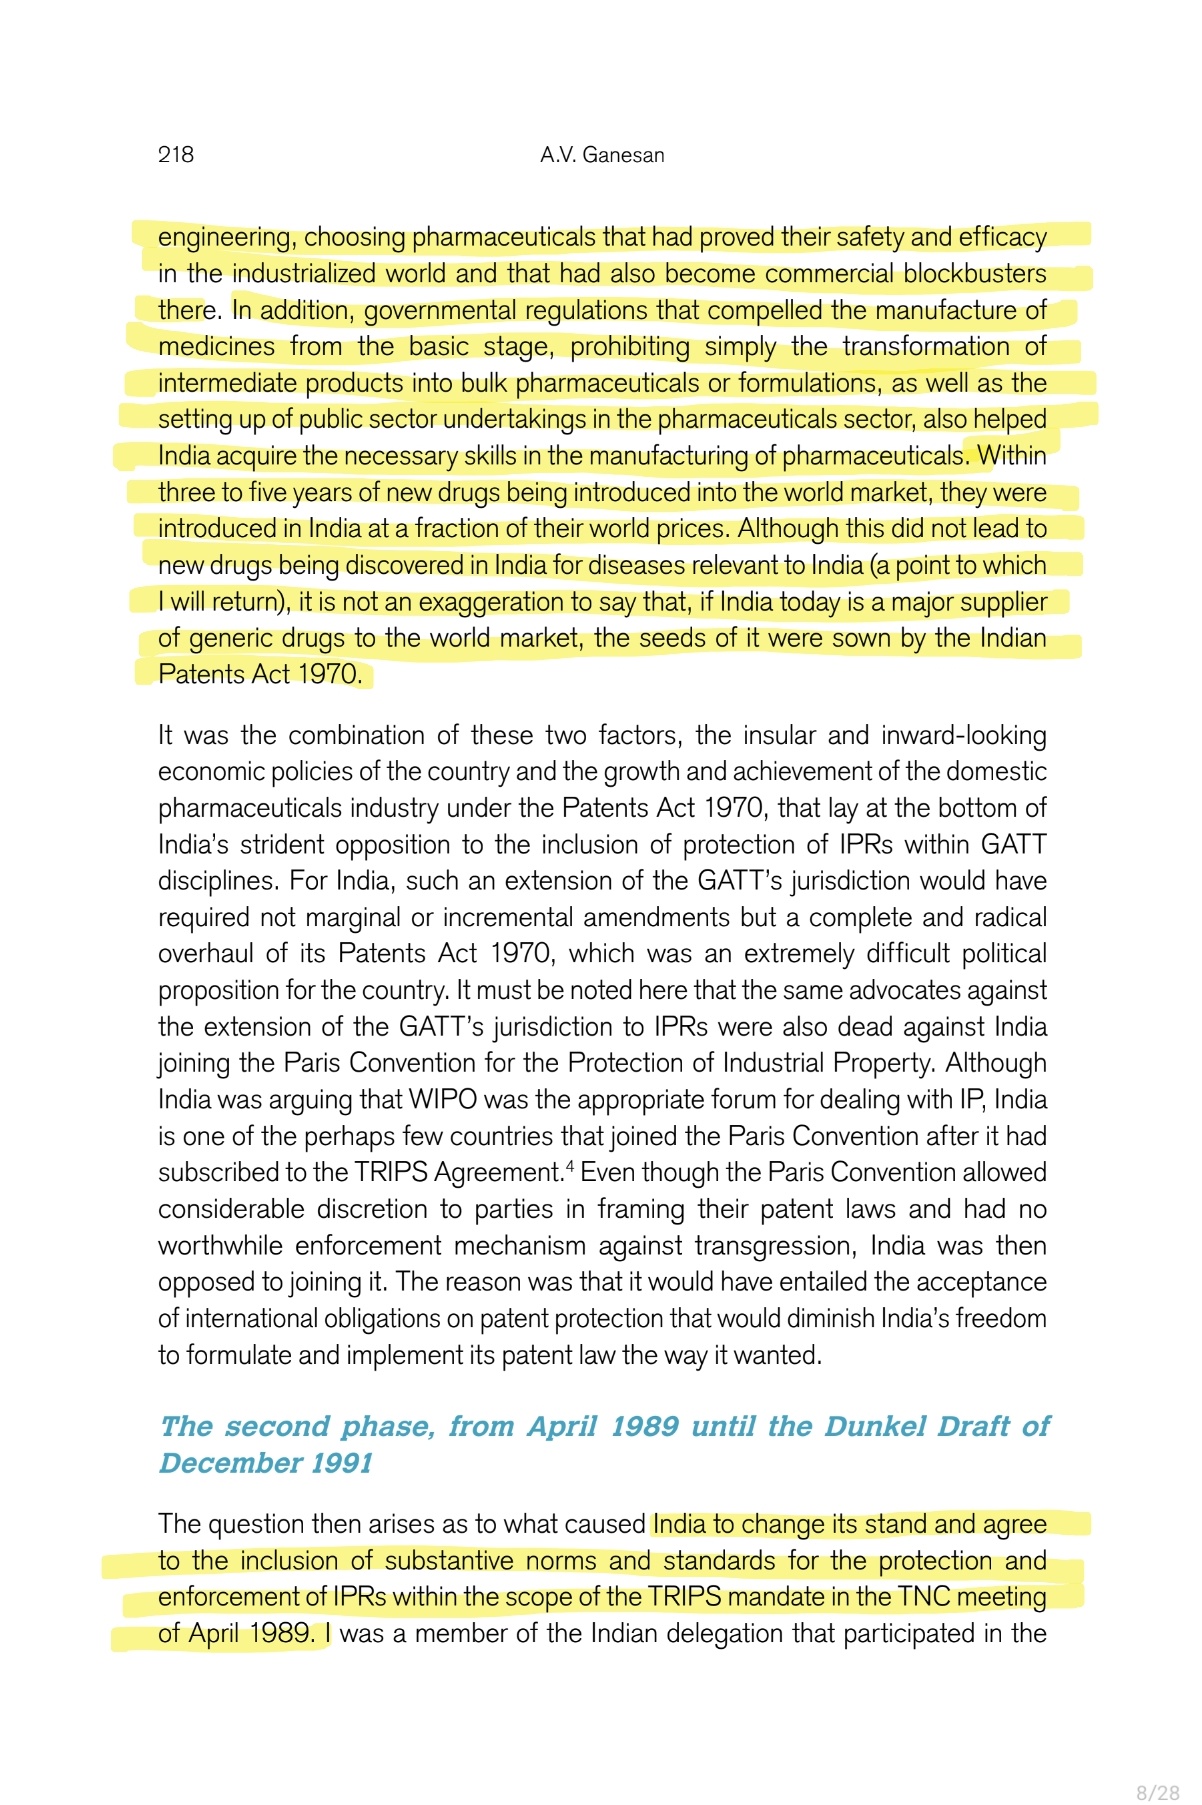 218
A.V. Ganesan
engineering, choosing pharmaceuticals that had proved their safety and efficacy
in the industrialized world and that had also become commercial blockbusters
there. In addition, governmental regulations that compelled the manufacture of
medicines from the basic stage, prohibiting simply the transformation of
intermediate products into bulk pharmaceuticals or formulations, as well as the
setting up of public sector undertakings in the pharmaceuticals sector, also helped
India acquire the necessary skills in the manufacturing of pharmaceuticals. Within
three to five years of new drugs being introduced into the world market, they were
introduced in India at a fraction of their world prices. Although this did not lead to
new drugs being discovered in India for diseases relevant to India (a point to which
I will return), it is not an exaggeration to say that, if India today is a major supplier
of generic drugs to the world market, the seeds of it were sown by the Indian
Patents Act 1970.
It was the combination of these two factors, the insular and inward-looking
economic policies of the country and the growth and achievement of the domestic
pharmaceuticals industry under the Patents Act 1970, that lay at the bottom of
India's strident opposition to the inclusion of protection of IPRs within GATT
disciplines. For India, such an extension of the GATT's jurisdiction would have
required not marginal or incremental amendments but a complete and radical
overhaul of its Patents Act 1970, which was an extremely difficult political
proposition for the country. It must be noted here that the same advocates against
the extension of the GATT's jurisdiction to IPRs were also dead against India
joining the Paris Convention for the Protection of Industrial Property. Although
India was arguing that WIPO was the appropriate forum for dealing with IP, India
is one of the perhaps few countries that joined the Paris Convention after it had
subscribed to the TRIPS Agreement.⁴ Even though the Paris Convention allowed
considerable discretion to parties in framing their patent laws and had no
worthwhile enforcement mechanism against transgression, India was then
opposed to joining it. The reason was that it would have entailed the acceptance
of international obligations on patent protection that would diminish India's freedom
to formulate and implement its patent law the way it wanted.
The second phase, from April 1989 until the Dunkel Draft of
December 1991
The question then arises as to what caused India to change its stand and agree
to the inclusion of substantive norms and standards for the protection and
enforcement of IPRs within the scope of the TRIPS mandate in the TNC meeting
of April 1989. I was a member of the Indian delegation that participated in the
8/28